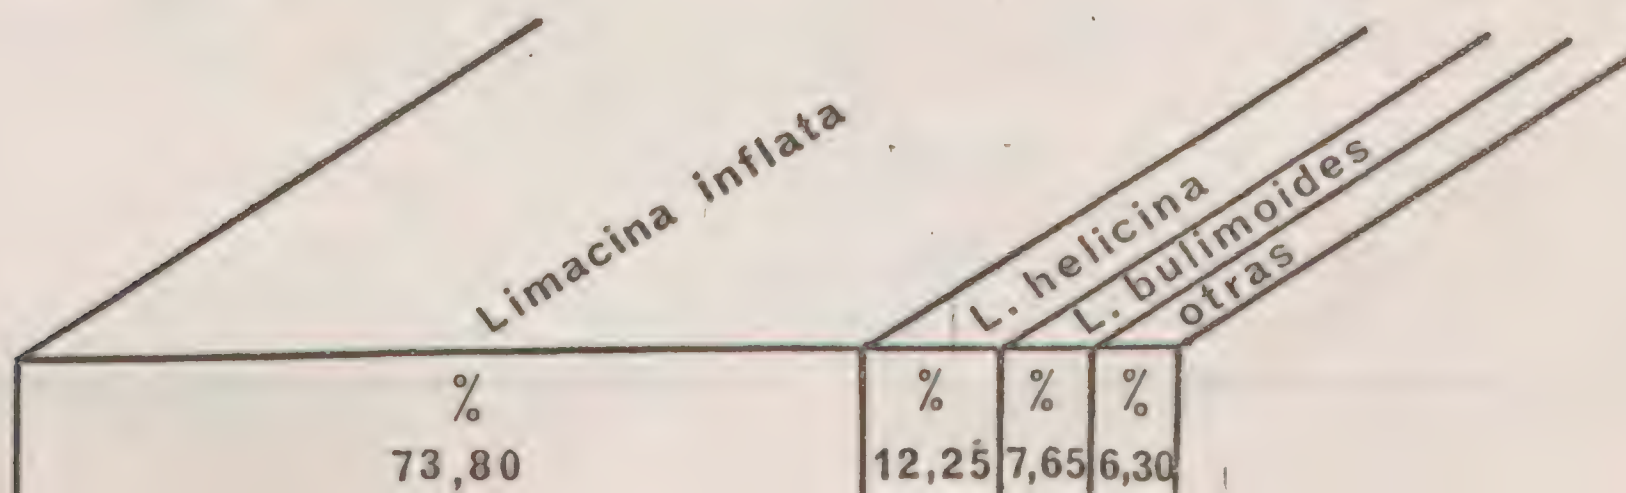 Limacina inflata
L. helicina
L. bulimoides
otras
% % % %
73,80 12,25 7,65 6,30